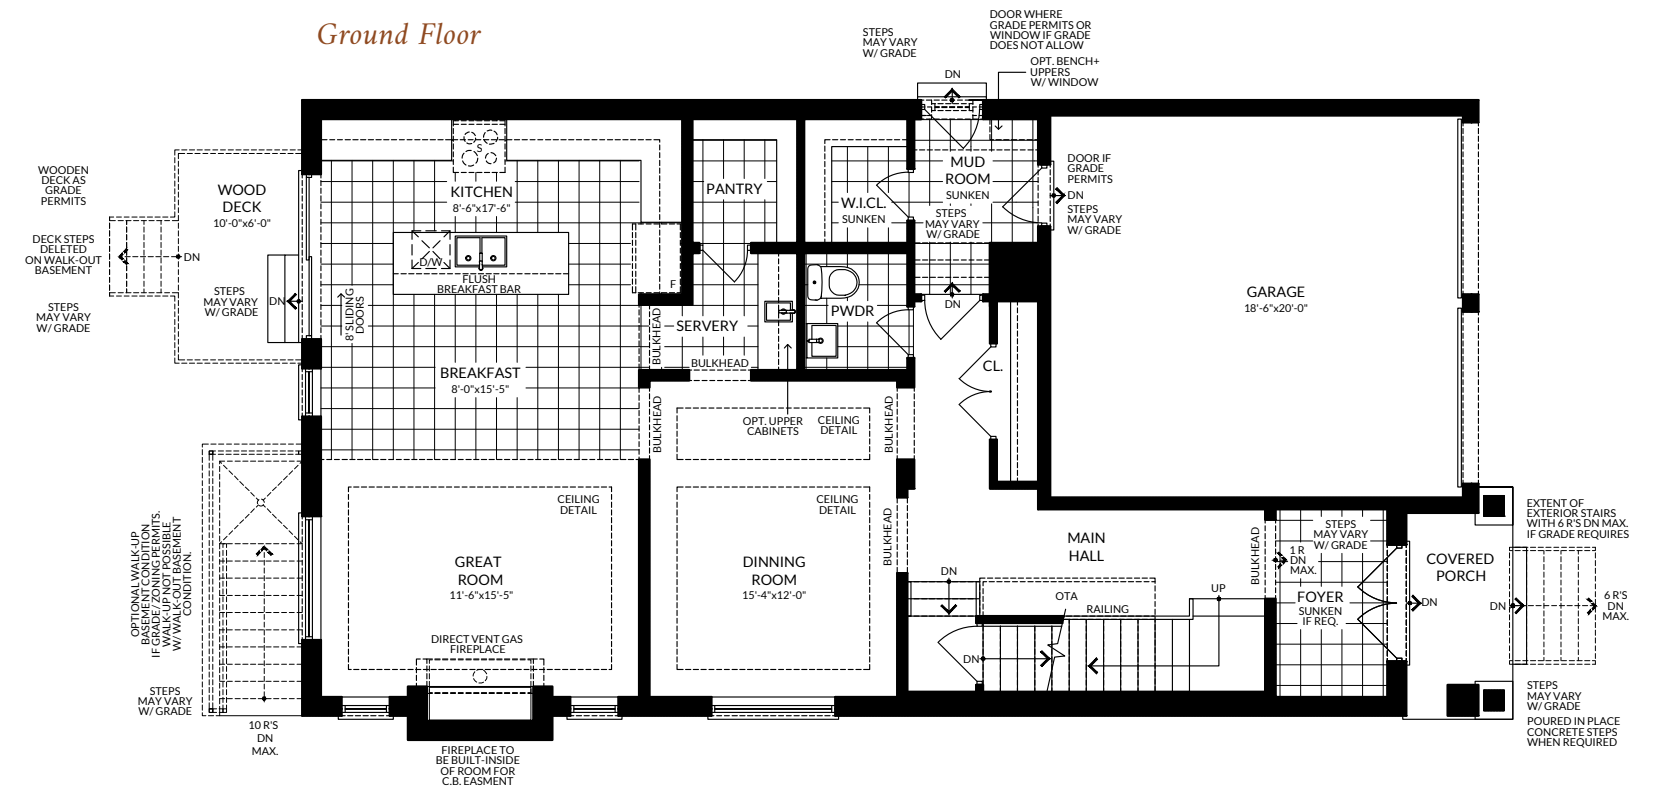 Ground Floor
STEPS
MAY VARY
W/ GRADE
DOOR WHERE
GRADE PERMITS OR
WINDOW IF GRADE
DOES NOT ALLOW
OPT. BENCH+
UPPERS
W/ WINDOW
DN
WOODEN
DECK AS
GRADE
PERMITS
DECK STEPS
DELETED
ON WALK-OUT
BASEMENT
STEPS
MAY VARY
W/ GRADE
WOOD
DECK
10'-0"x6'-0"
DN
STEPS
MAY VARY
W/ GRADE
DN
8' SLIDING
DOORS
S
KITCHEN
8'-6"x17'-6"
D/W
FLUSH
BREAKFAST BAR
F
BREAKFAST
8'-0"x15'-5"
PANTRY
SERVERY
BULKHEAD
BULKHEAD
W.I.CL.
SUNKEN
MUD
ROOM
SUNKEN
STEPS
MAY VARY
W/ GRADE
DOOR IF
GRADE
PERMITS
DN
STEPS
MAY VARY
W/ GRADE
PWDR
DN
CL.
GARAGE
18'-6"x20'-0"
BULKHEAD
OPT. UPPER
CABINETS
CEILING
DETAIL
BULKHEAD
CEILING
DETAIL
GREAT
ROOM
11'-6"x15'-5"
DIRECT VENT GAS
FIREPLACE
CEILING
DETAIL
DINNING
ROOM
15'-4"x12'-0"
BULKHEAD
MAIN
HALL
DN
OTA
RAILING
UP
DN
BULKHEAD
STEPS
MAY VARY
W/ GRADE
1 R
DN
MAX.
FOYER
SUNKEN
IF REQ.
DN
COVERED
PORCH
DN
6 R'S
DN
MAX.
EXTENT OF
EXTERIOR STAIRS
WITH 6 R'S DN MAX.
IF GRADE REQUIRES
STEPS
MAY VARY
W/ GRADE
POURED IN PLACE
CONCRETE STEPS
WHEN REQUIRED
OPTIONAL WALK-UP
BASEMENT CONDITION
IF GRADE/ ZONING PERMITS.
WALK-UP NOT POSSIBLE
W/ WALK-OUT BASEMENT
CONDITION.
STEPS
MAY VARY
W/ GRADE
10 R'S
DN
MAX.
FIREPLACE TO
BE BUILT-INSIDE
OF ROOM FOR
C.B. EASMENT